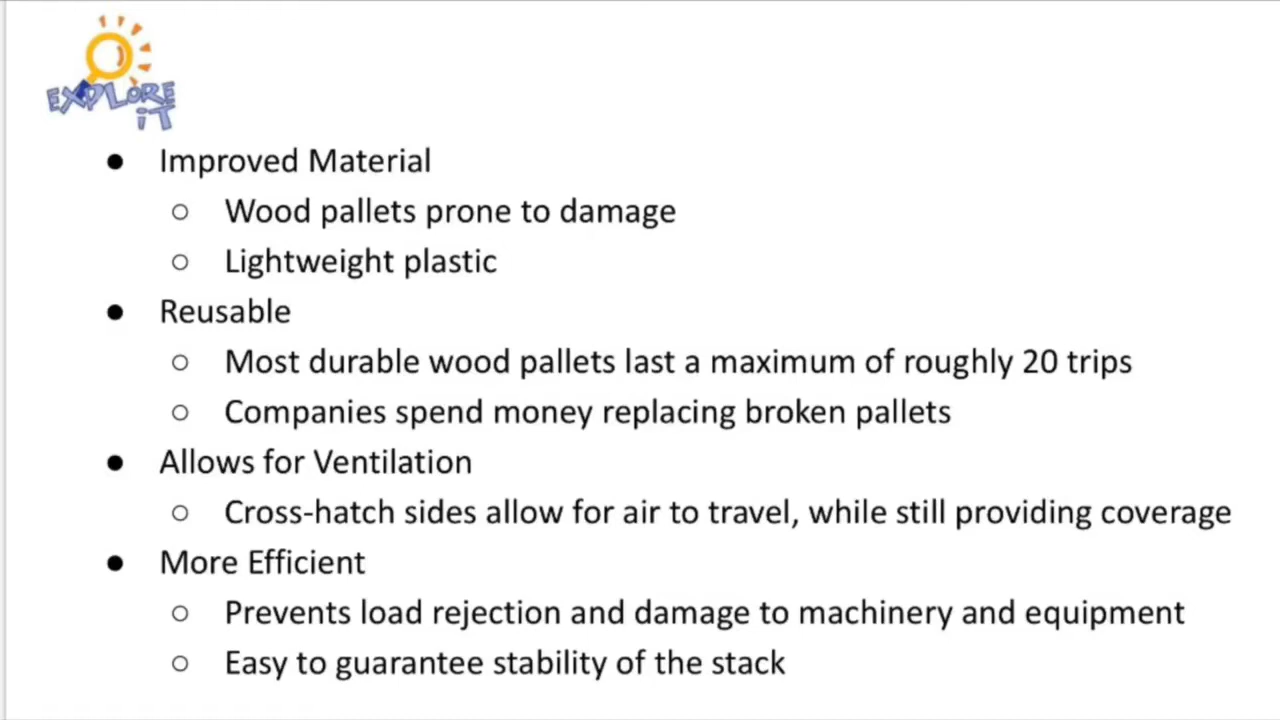 EXPLORE
iT
● Improved Material
○ Wood pallets prone to damage
○ Lightweight plastic
● Reusable
○ Most durable wood pallets last a maximum of roughly 20 trips
○ Companies spend money replacing broken pallets
● Allows for Ventilation
○ Cross-hatch sides allow for air to travel, while still providing coverage
● More Efficient
○ Prevents load rejection and damage to machinery and equipment
○ Easy to guarantee stability of the stack